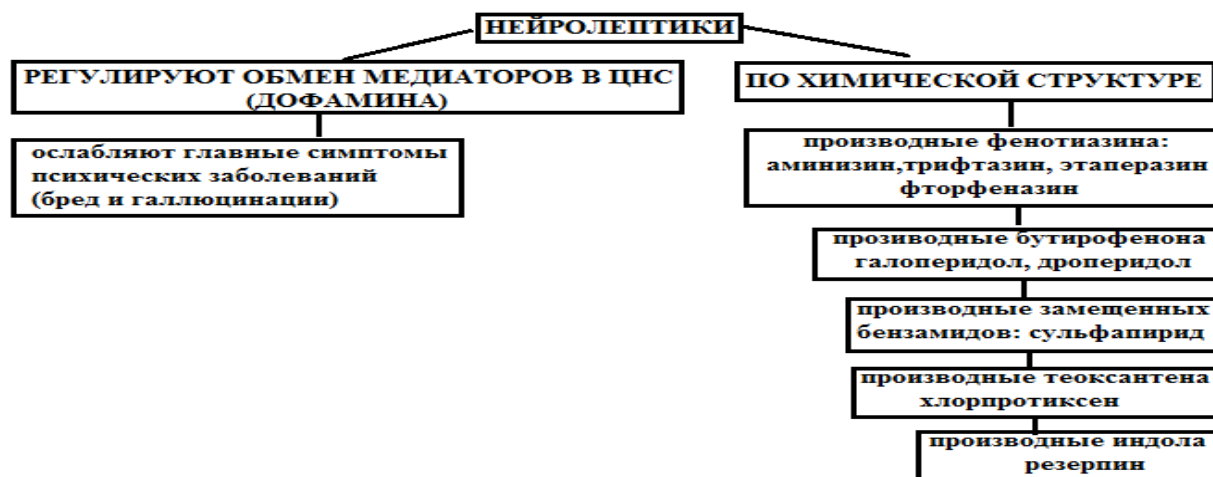 НЕЙРОЛЕПТИКИ
РЕГУЛИРУЮТ ОБМЕН МЕДИАТОРОВ В ЦНС
(ДОФАМИНА)
ослабляют главные симптомы
психических заболеваний
(бред и галлюцинации)
ПО ХИМИЧЕСКОЙ СТРУКТУРЕ
производные фенотиазина:
аминизин,трифтазин, этаперазин
фторфеназин
прозиводные бутирофенона
галоперидол, дроперидол
производные замещенных
бензамидов: сульфапирид
производные теоксантена
хлорпротиксен
производные индола
резерпин